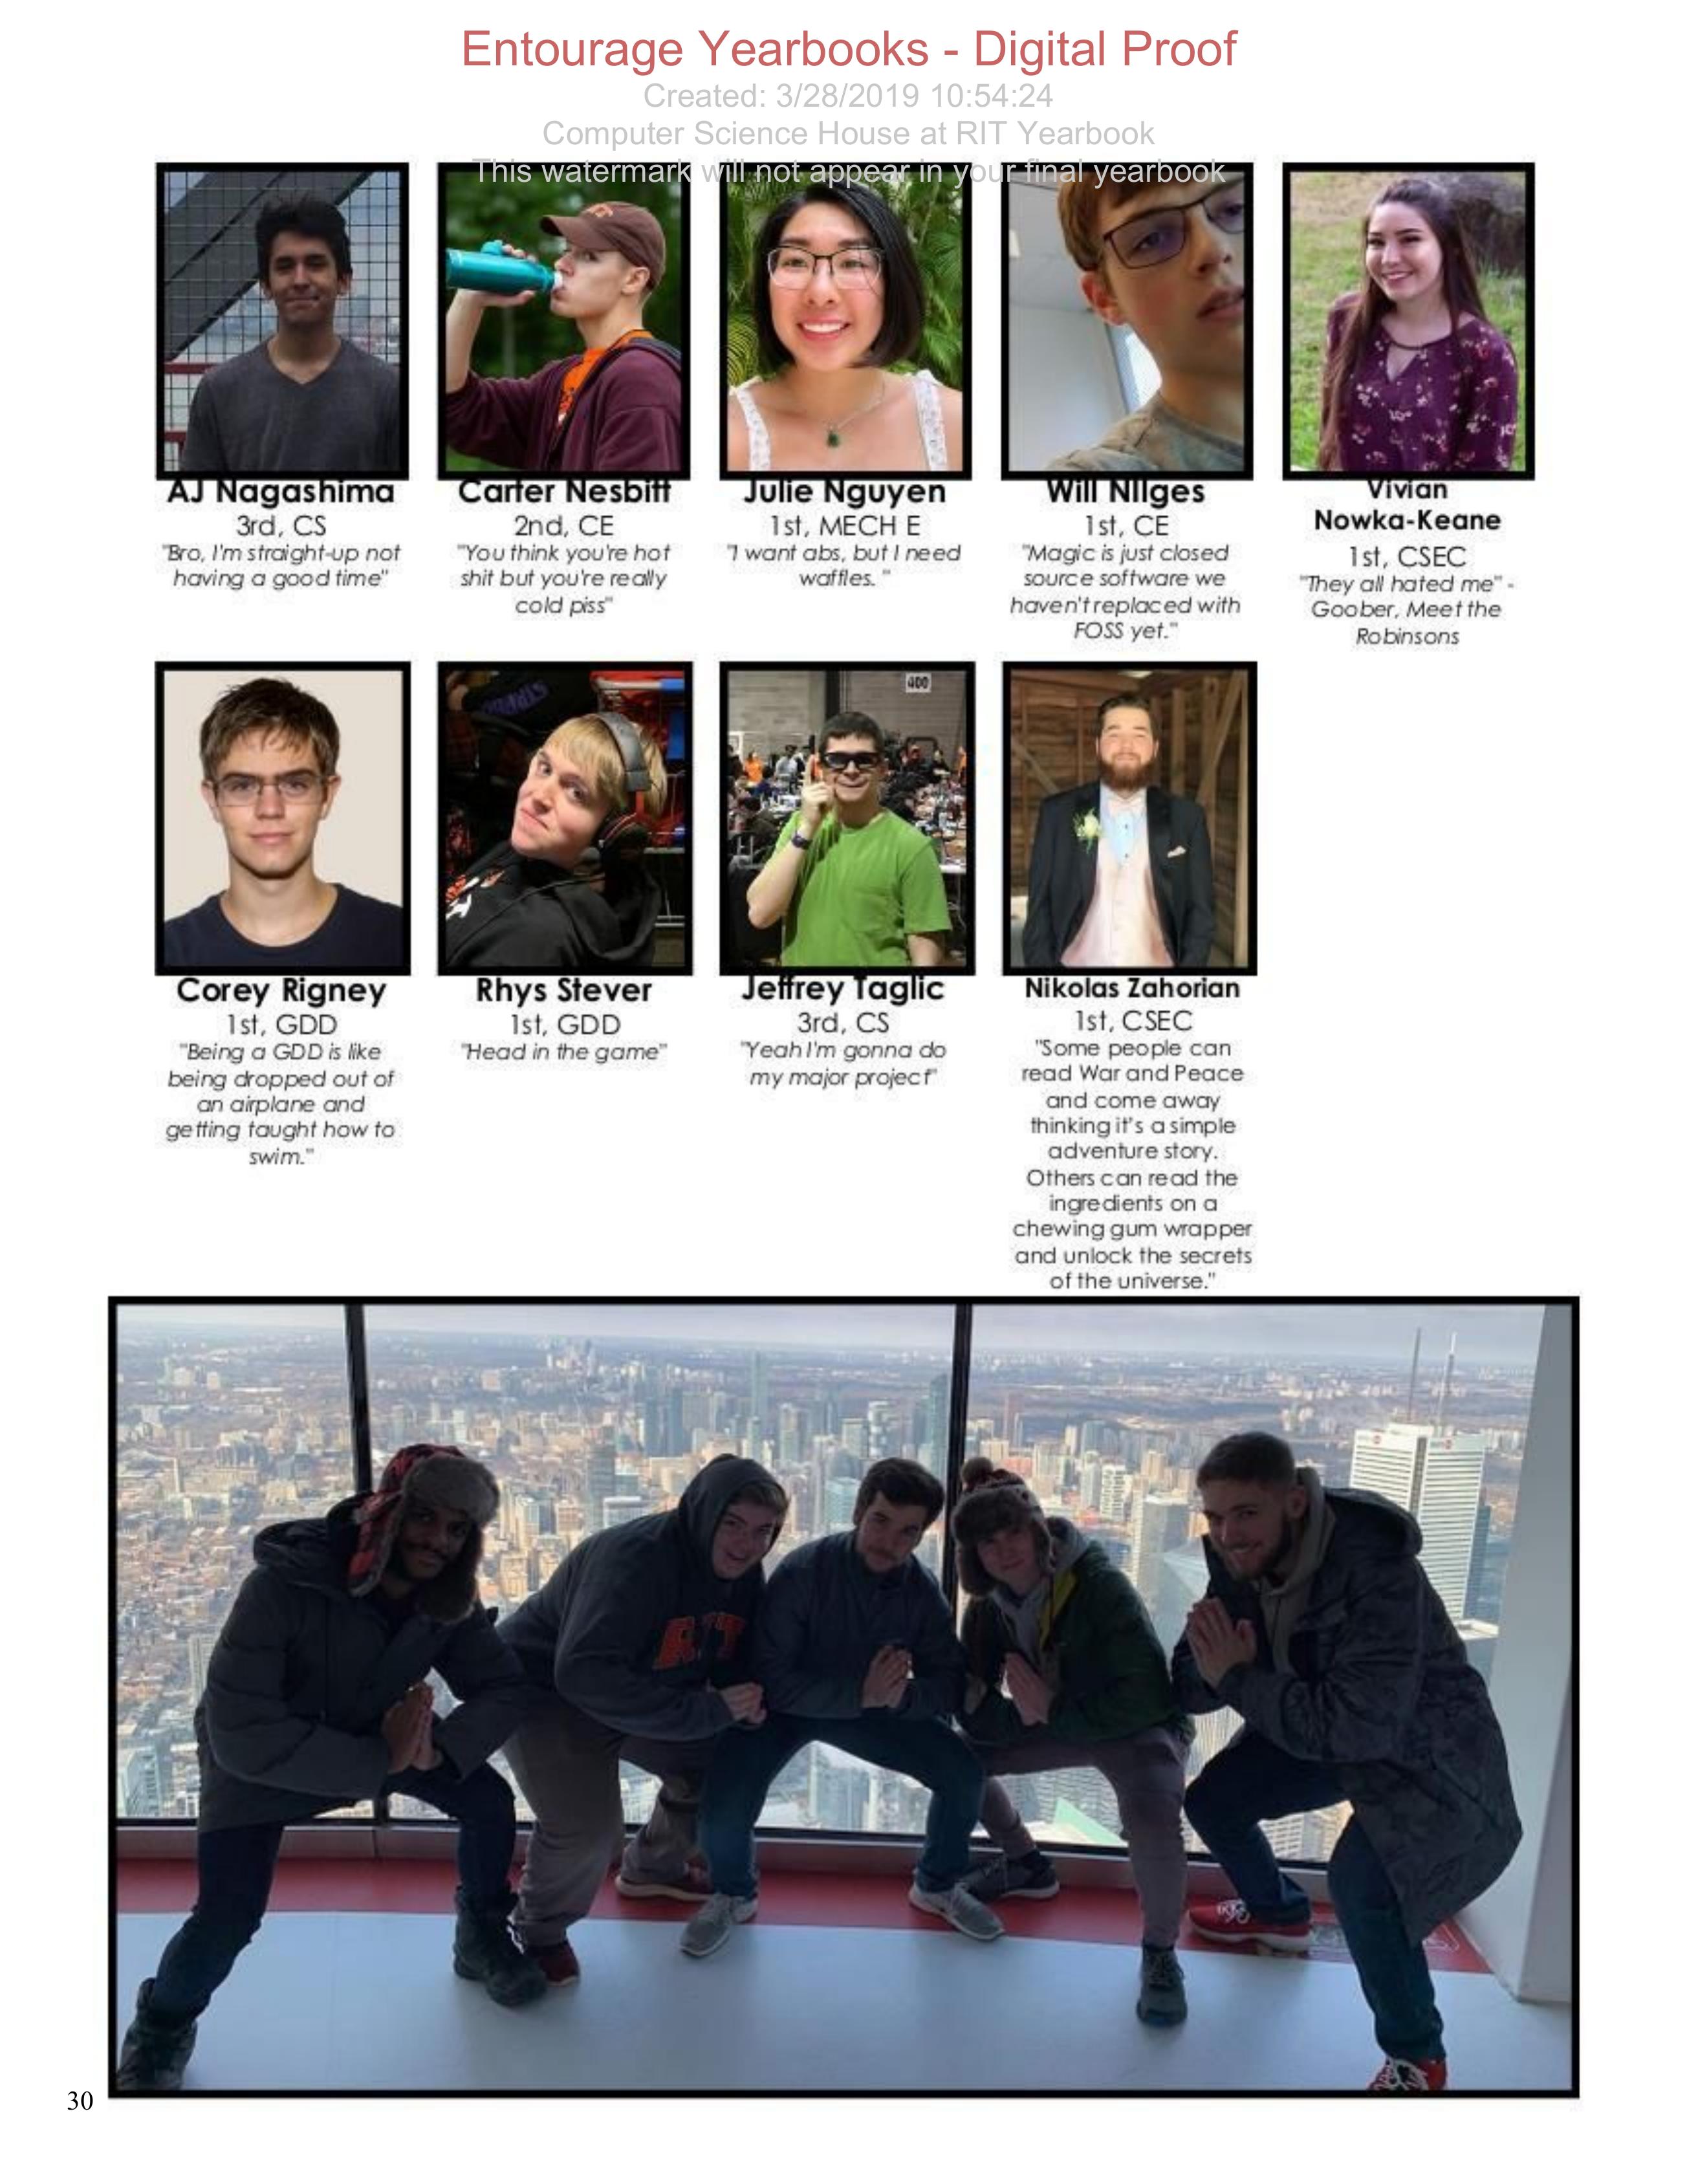 Entourage Yearbooks - Digital Proof
Created: 3/28/2019 10:54:24
Computer Science House at RIT Yearbook
This watermark will not appear in your final yearbook
AJ Nagashima
3rd, CS
"Bro, I'm straight-up not
having a good time"
Carter Nesbitt
2nd, CE
"You think you're hot
shit but you're really
cold piss"
Julie Nguyen
1st, MECH E
"I want abs, but I need
waffles. "
Will NIlges
1st, CE
"Magic is just closed
source software we
haven't replaced with
FOSS yet."
Vivian
Nowka-Keane
1st, CSEC
"They all hated me" -
Goober, Meet the
Robinsons
400
Corey Rigney
1st, GDD
"Being a GDD is like
being dropped out of
an airplane and
getting taught how to
swim."
Rhys Stever
1st, GDD
"Head in the game"
Jeffrey Taglic
3rd, CS
"Yeah I'm gonna do
my major project"
Nikolas Zahorian
1st, CSEC
"Some people can
read War and Peace
and come away
thinking it's a simple
adventure story.
Others can read the
ingredients on a
chewing gum wrapper
and unlock the secrets
of the universe."
RIT
30